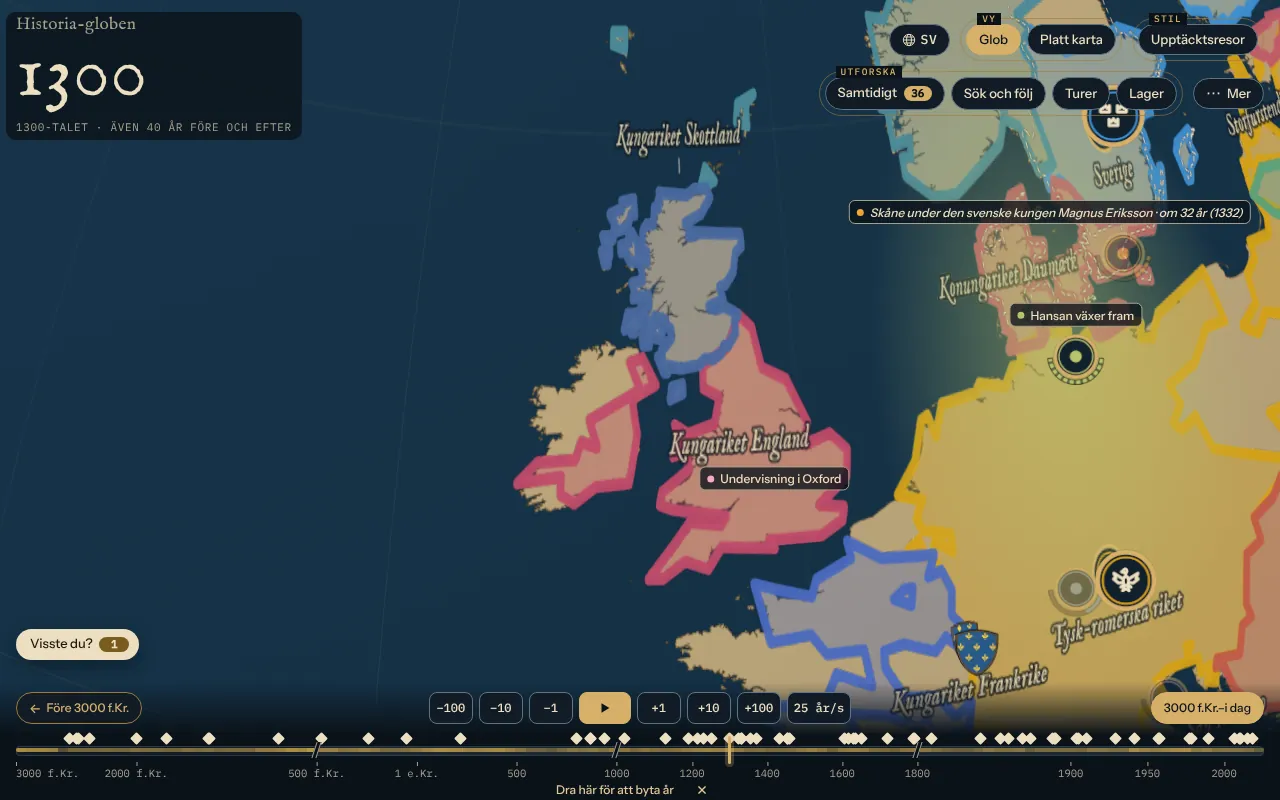 Historia-globen
1300
1300-TALET · ÄVEN 40 ÅR FÖRE OCH EFTER
SV
VY
Glob
Platt karta
STIL
Upptäcktsresor
UTFORSKA
Samtidigt 36
Sök och följ
Turer
Lager
··· Mer
Kungariket Skottland
Sverige
Skåne under den svenske kungen Magnus Eriksson · om 32 år (1332)
Konungariket Danmark
Hansan växer fram
Kungariket England
Undervisning i Oxford
Tysk-romerska riket
Kungariket Frankrike
Visste du? 1
← Före 3000 f.Kr.
−100
−10
−1
+1
+10
+100
25 år/s
3000 f.Kr.–i dag
3000 f.Kr.
2000 f.Kr.
500 f.Kr.
1 e.Kr.
500
1000
1200
1400
1600
1800
1900
1950
2000
Dra här för att byta år ✕